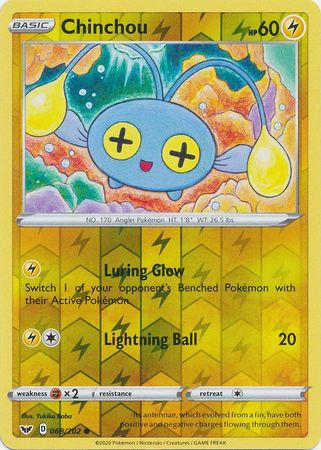 BASIC Chinchou HP 60
NO. 170 Angler Pokémon HT: 1'8" WT: 26.5 lbs.
Luring Glow
Switch 1 of your opponent's Benched Pokémon with
their Active Pokémon.
Lightning Ball 20
weakness ×2 resistance retreat
Illus. Yukiko Baba
D 068/202
Its antennae, which evolved from a fin, have both
positive and negative charges flowing through them.
©2020 Pokémon / Nintendo / Creatures / GAME FREAK